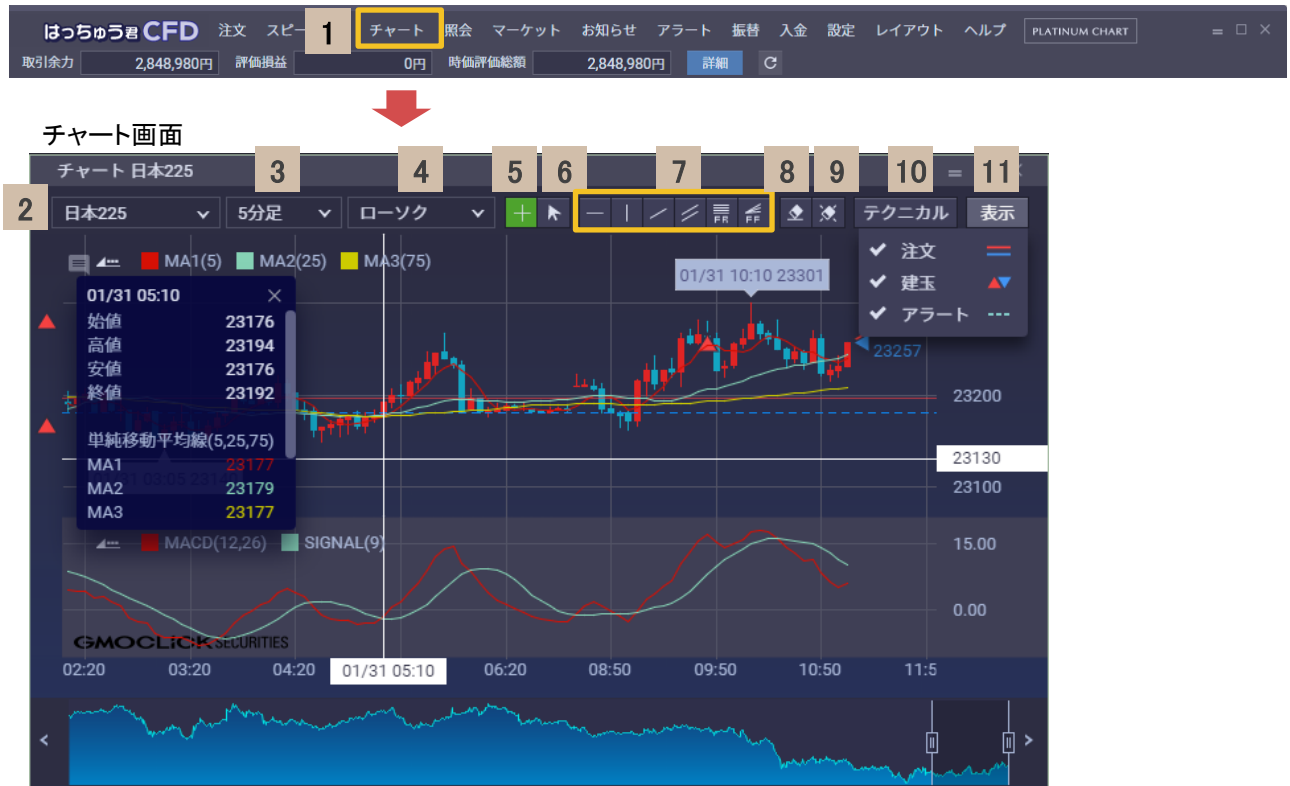 はっちゅう君 CFD 注文 スピー 1 チャート 照会 マーケット お知らせ アラート 振替 入金 設定 レイアウト ヘルプ PLATINUM CHART
取引余力 2,848,980円 評価損益 0円 時価評価総額 2,848,980円 詳細
チャート画面
チャート 日本225
3 4 5 6 7 8 9 10 11
2 日本225 5分足 ローソク FR FF テクニカル 表示
MA1(5) MA2(25) MA3(75)
注文
建玉
アラート
01/31 10:10 23301
01/31 05:10
始値 23176
高値 23194
安値 23176
終値 23192
単純移動平均線(5,25,75)
MA1 23177
MA2 23179
MA3 23177
01/31 03:05
23257
23200
23130
23100
MACD(12,26) SIGNAL(9)
15.00
0.00
GMOCLiCK SECURITIES
02:20 03:20 04:20 01/31 05:10 06:20 08:50 09:50 10:50 11:5